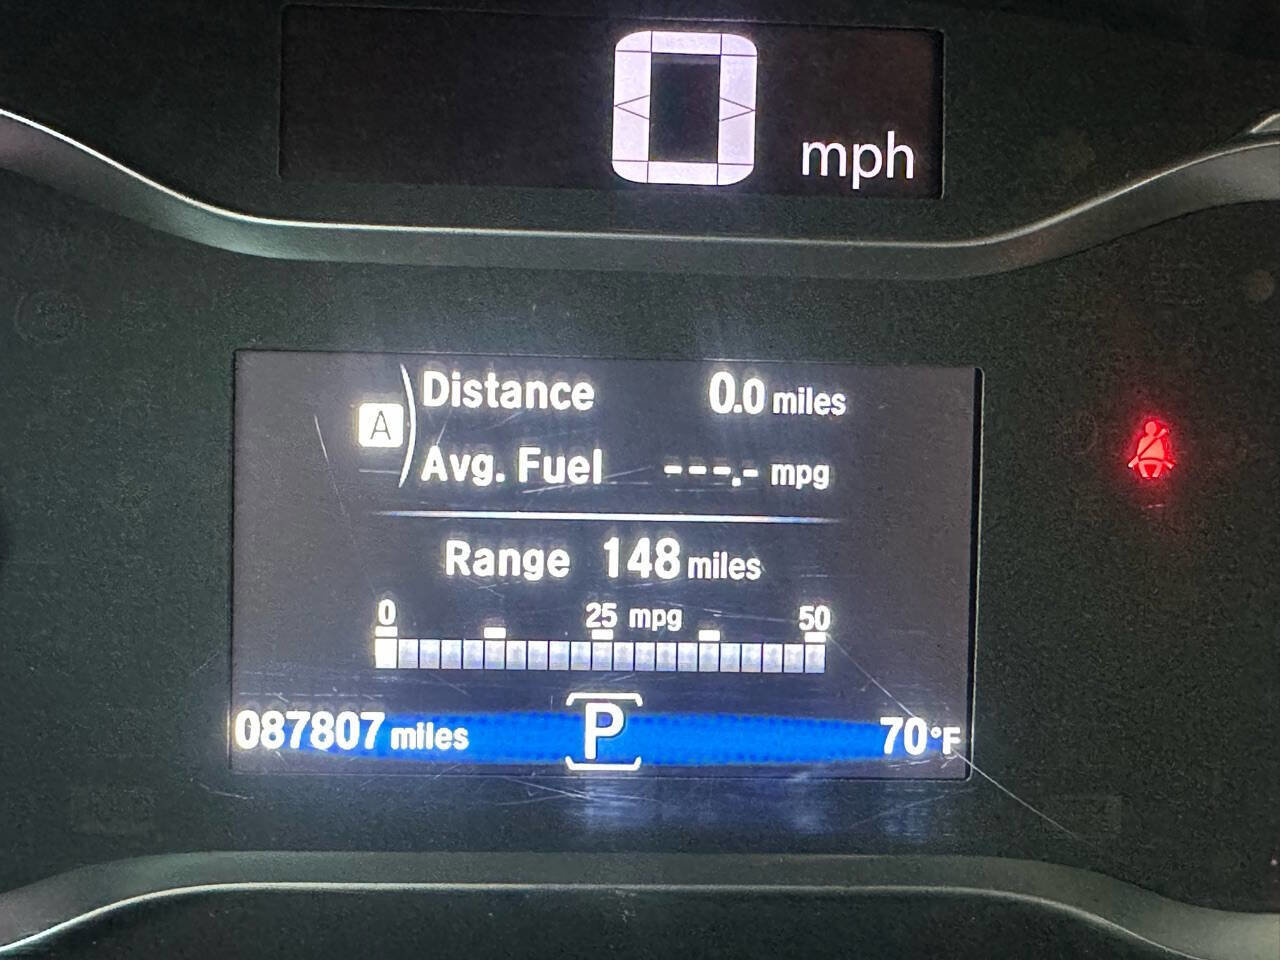 0 mph
A
Distance 0.0 miles
Avg. Fuel ---.- mpg
Range 148 miles
0 25 mpg 50
087807 miles P 70°F